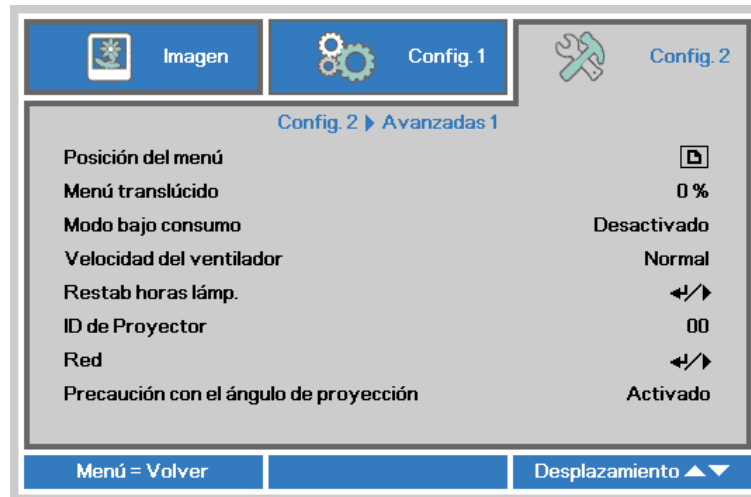 Imagen
Config. 1
Config. 2
Config. 2 ▶ Avanzadas 1
Posición del menú
Menú translúcido 0 %
Modo bajo consumo Desactivado
Velocidad del ventilador Normal
Restab horas lámp. ↵/▶
ID de Proyector 00
Red ↵/▶
Precaución con el ángulo de proyección Activado
Menú = Volver
Desplazamiento ▲▼